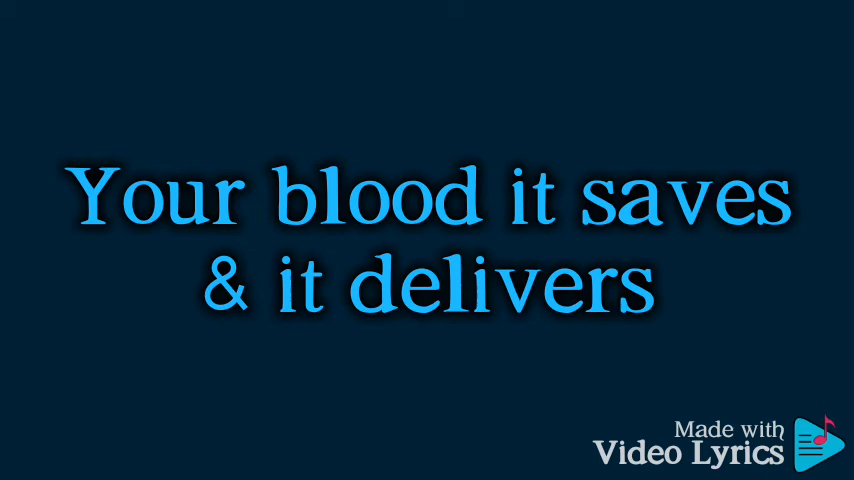 Your blood it saves
& it delivers
Made with
Video Lyrics